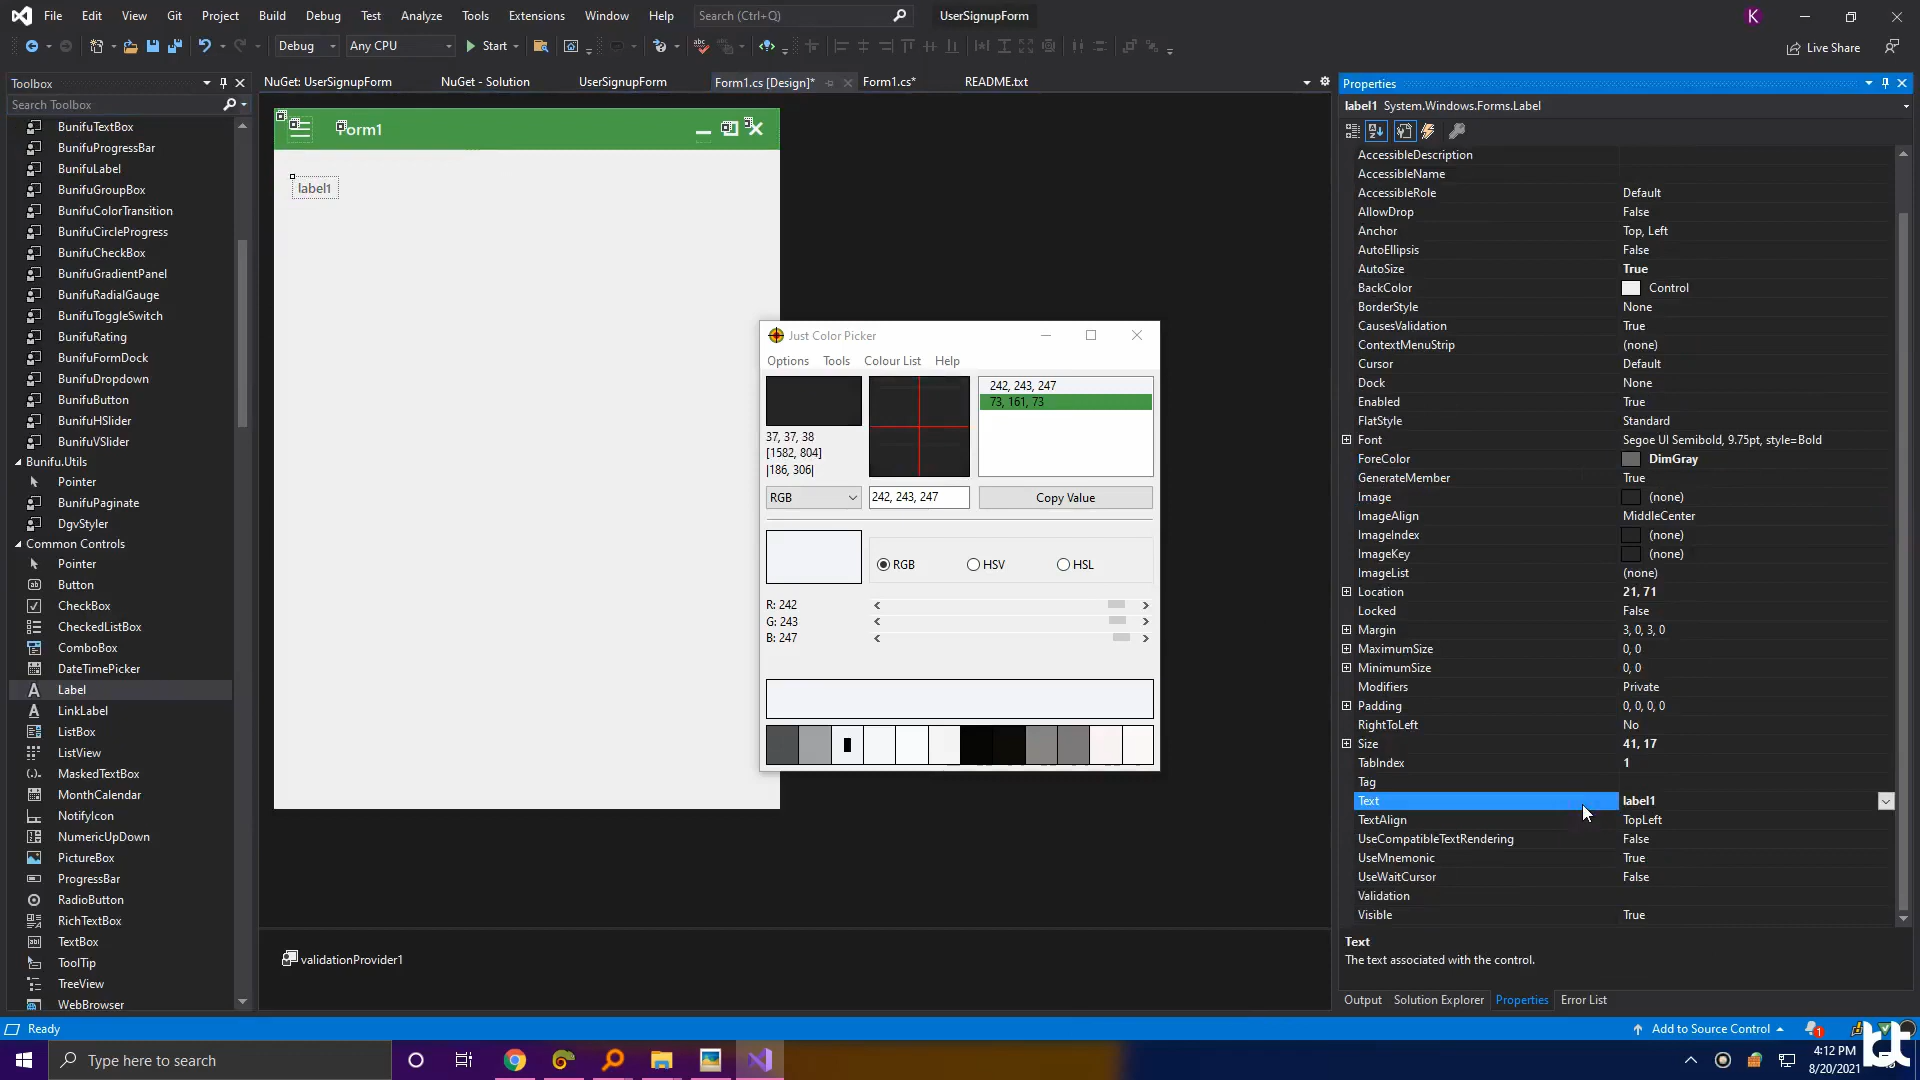 File Edit View Git Project Build Debug Test Analyze Tools Extensions Window Help Search (Ctrl+Q) UserSignupForm K
Debug Any CPU Start Live Share
Toolbox
Search Toolbox
BunifuTextBox
BunifuProgressBar
BunifuLabel
BunifuGroupBox
BunifuColorTransition
BunifuCircleProgress
BunifuCheckBox
BunifuGradientPanel
BunifuRadialGauge
BunifuToggleSwitch
BunifuRating
BunifuFormDock
BunifuDropdown
BunifuButton
BunifuHSlider
BunifuVSlider
Bunifu.Utils
Pointer
BunifuPaginate
DgvStyler
Common Controls
Pointer
Button
CheckBox
CheckedListBox
ComboBox
DateTimePicker
Label
LinkLabel
ListBox
ListView
MaskedTextBox
MonthCalendar
NotifyIcon
NumericUpDown
PictureBox
ProgressBar
RadioButton
RichTextBox
TextBox
ToolTip
TreeView
WebBrowser
NuGet: UserSignupForm NuGet - Solution UserSignupForm Form1.cs [Design]* Form1.cs* README.txt
Form1
label1
Just Color Picker
Options Tools Colour List Help
242, 243, 247
73, 161, 73
37, 37, 38
[1582, 804]
|186, 306|
RGB 242, 243, 247 Copy Value
RGB HSV HSL
R: 242
G: 243
B: 247
validationProvider1
Properties
label1 System.Windows.Forms.Label
AccessibleDescription
AccessibleName
AccessibleRole Default
AllowDrop False
Anchor Top, Left
AutoEllipsis False
AutoSize True
BackColor Control
BorderStyle None
CausesValidation True
ContextMenuStrip (none)
Cursor Default
Dock None
Enabled True
FlatStyle Standard
Font Segoe UI Semibold, 9.75pt, style=Bold
ForeColor DimGray
GenerateMember True
Image (none)
ImageAlign MiddleCenter
ImageIndex (none)
ImageKey (none)
ImageList (none)
Location 21, 71
Locked False
Margin 3, 0, 3, 0
MaximumSize 0, 0
MinimumSize 0, 0
Modifiers Private
Padding 0, 0, 0, 0
RightToLeft No
Size 41, 17
TabIndex 1
Tag
Text label1
TextAlign TopLeft
UseCompatibleTextRendering False
UseMnemonic True
UseWaitCursor False
Validation
Visible True
Text
The text associated with the control.
Output Solution Explorer Properties Error List
Ready Add to Source Control 1
Type here to search 4:12 PM
8/20/2021